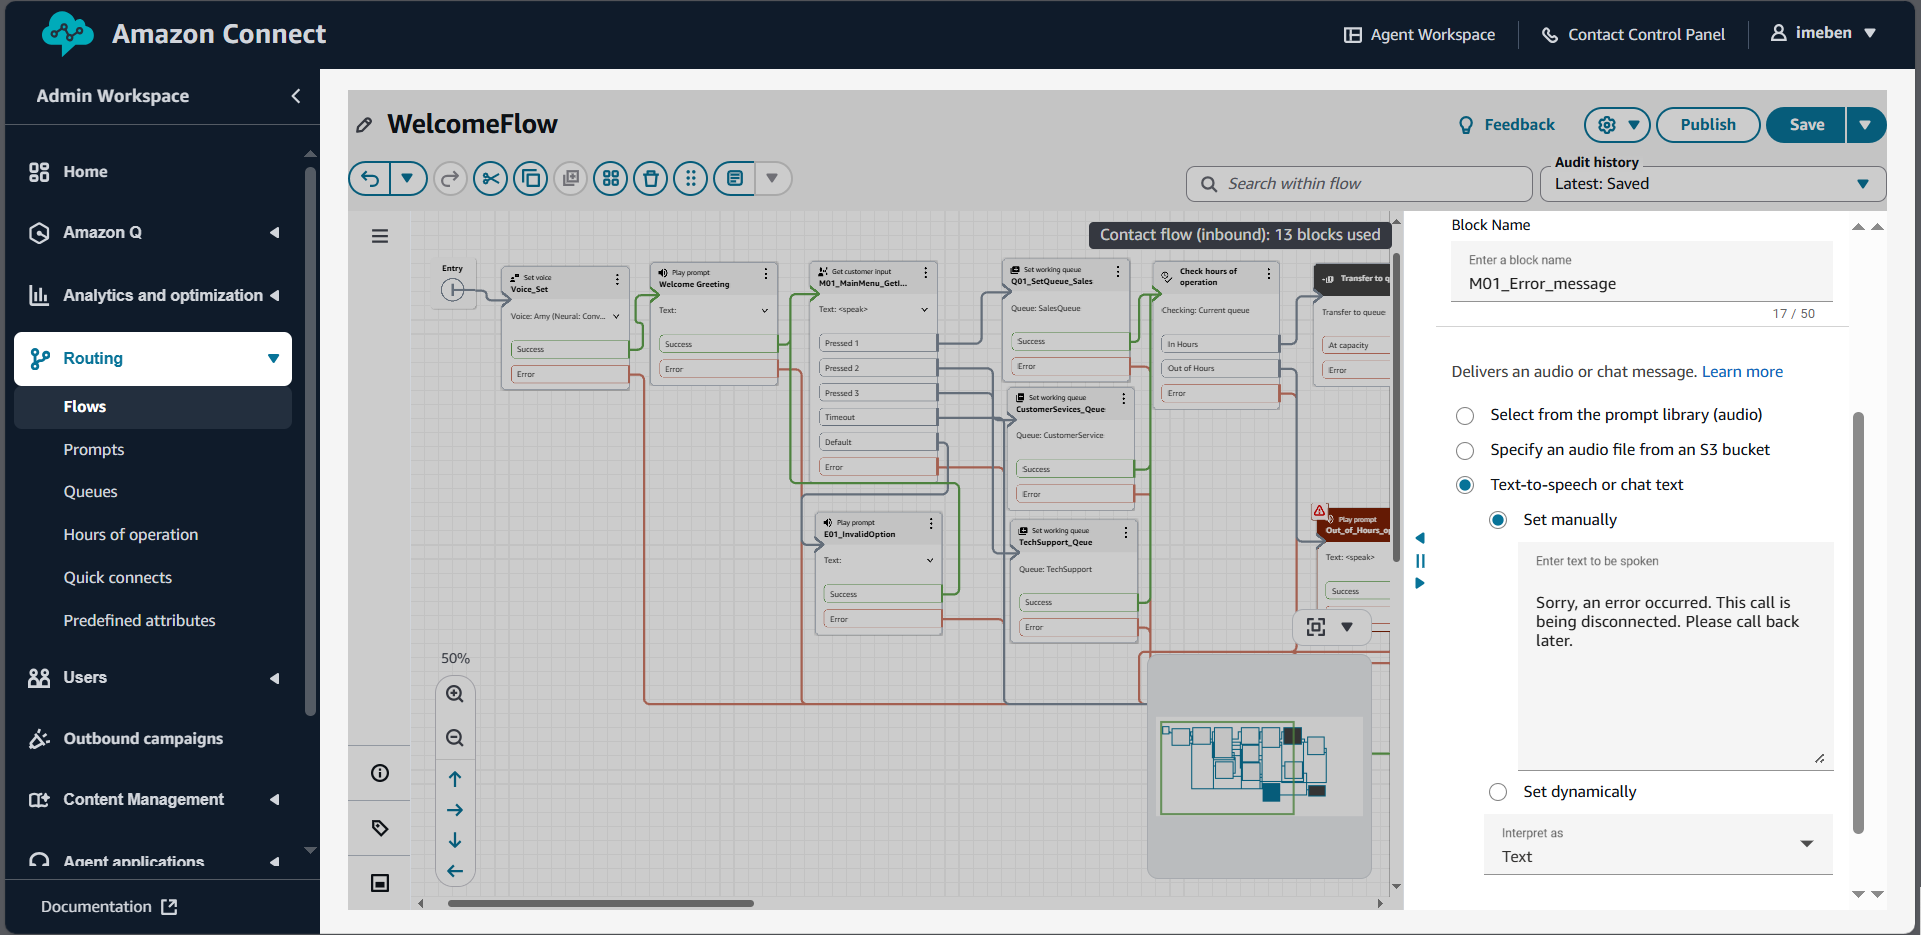 Amazon Connect
Agent Workspace
Contact Control Panel
imeben
Admin Workspace
Home
Amazon Q
Analytics and optimization
Routing
Flows
Prompts
Queues
Hours of operation
Quick connects
Predefined attributes
Users
Outbound campaigns
Content Management
Agent applications
Documentation
WelcomeFlow
Feedback
Publish
Save
Search within flow
Audit history
Latest: Saved
Contact flow (inbound): 13 blocks used
Entry
Set voice
Voice_Set
Voice: Amy (Neural: Conv...
Success
Error
Play prompt
Welcome Greeting
Text:
Success
Error
Get customer input
M01_MainMenu_GetI...
Text: <speak>
Pressed 1
Pressed 2
Pressed 3
Timeout
Default
Error
Play prompt
E01_InvalidOption
Text:
Success
Error
Set working queue
Q01_SetQueue_Sales
Queue: SalesQueue
Success
Error
Set working queue
CustomerSevices_Qeue
Queue: CustomerService
Success
Error
Set working queue
TechSupport_Qeue
Queue: TechSupport
Success
Error
Check hours of
operation
Checking: Current queue
In Hours
Out of Hours
Error
Transfer to q
Transfer to queue
At capacity
Error
Play prompt
Out_of_Hours_o
Text: <speak>
Success
50%
Block Name
Enter a block name
M01_Error_message
17 / 50
Delivers an audio or chat message. Learn more
Select from the prompt library (audio)
Specify an audio file from an S3 bucket
Text-to-speech or chat text
Set manually
Enter text to be spoken
Sorry, an error occurred. This call is
being disconnected. Please call back
later.
Set dynamically
Interpret as
Text